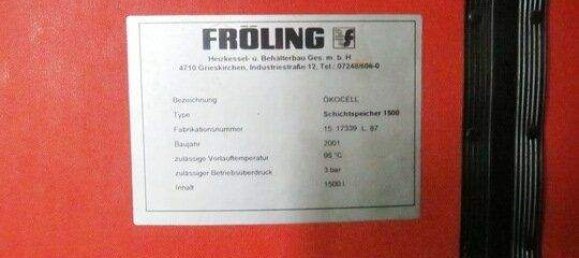 FRÖLING
Heizkessel- u. Behälterbau Ges. m. b. H
4710 Grieskirchen, Industriestraße 12, Tel.: 07248/606-0
Bezeichnung ÖKOCELL
Type Schichtspeicher 1500
Fabrikationsnummer 15 17339 L 87
Baujahr 2001
zulässige Vorlauftemperatur 95 °C
zulässiger Betriebsüberdruck 3 bar
Inhalt 1500 l